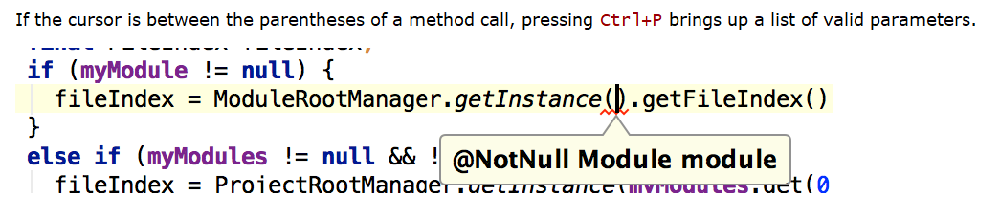 If the cursor is between the parentheses of a method call, pressing Ctrl+P brings up a list of valid parameters.
if (myModule != null) {
fileIndex = ModuleRootManager.getInstance().getFileIndex()
}
else if (myModules != null && !
@NotNull Module module
fileIndex = ProjectRootManager.getInstance(myModules.get(0